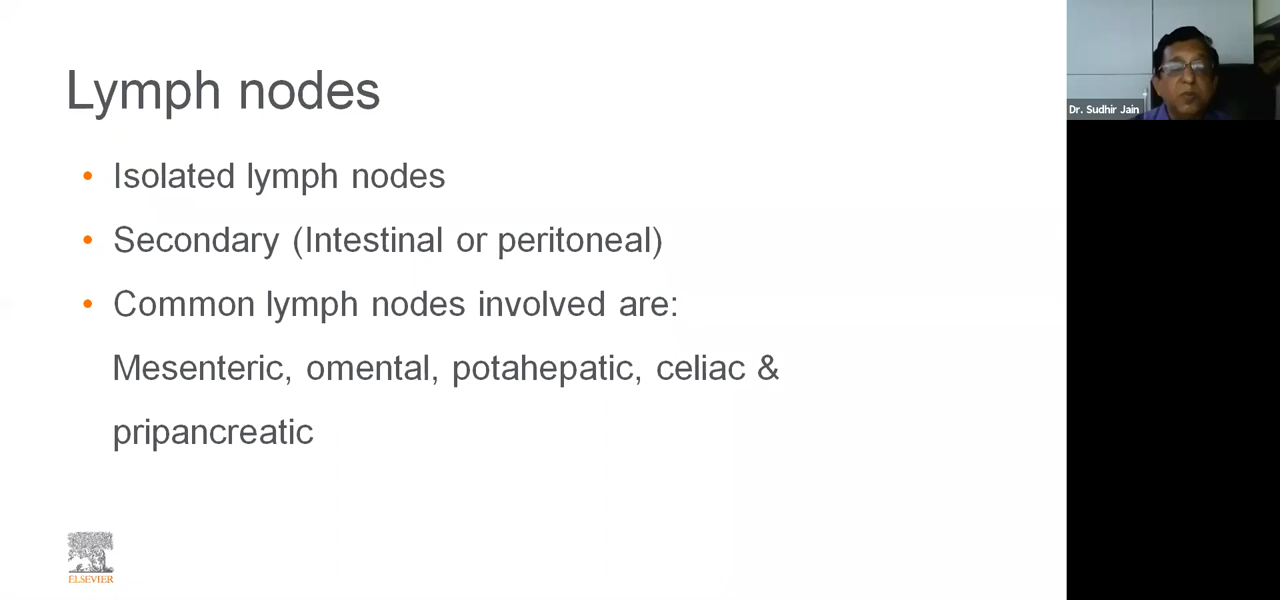 Lymph nodes
• Isolated lymph nodes
• Secondary (Intestinal or peritoneal)
• Common lymph nodes involved are:
Mesenteric, omental, potahepatic, celiac &
pripancreatic
ELSEVIER
Dr. Sudhir Jain